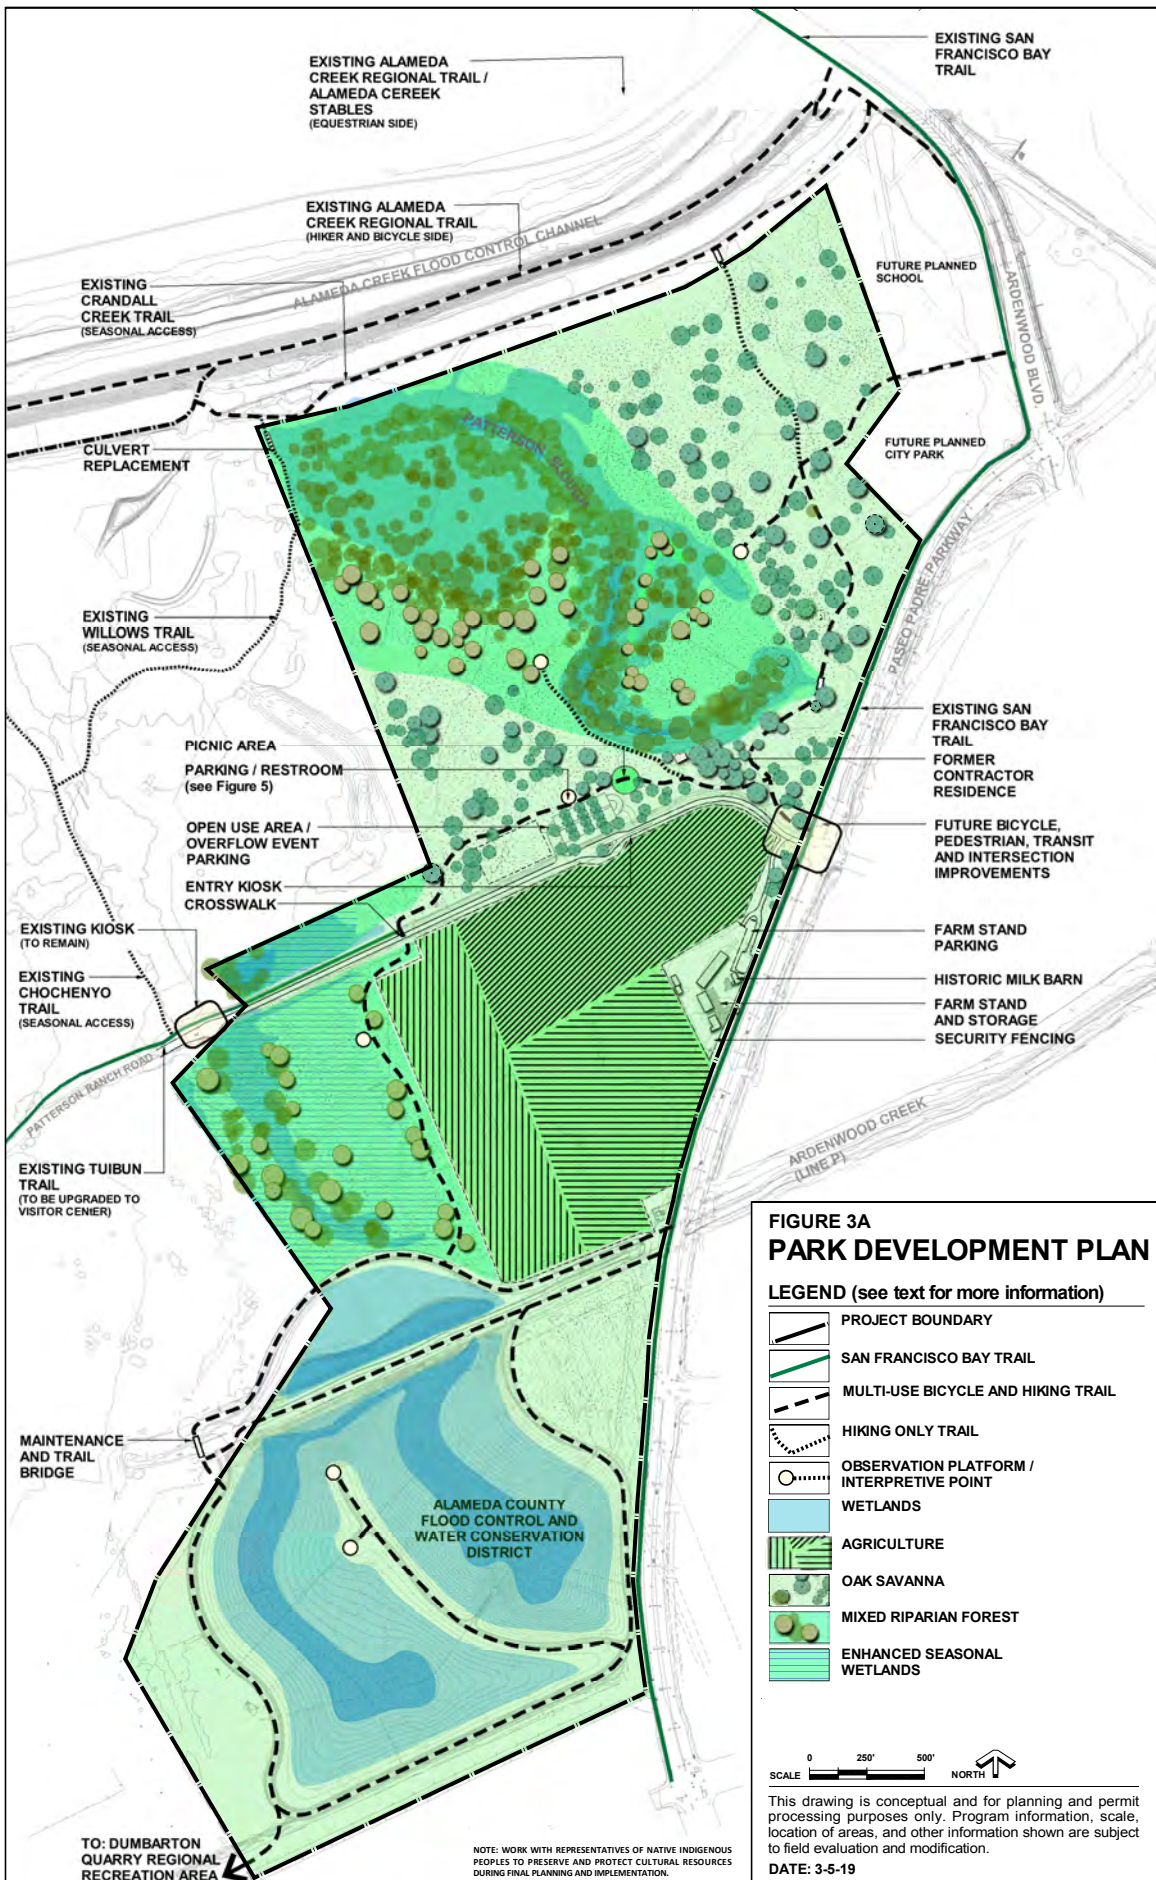 EXISTING SAN
FRANCISCO BAY
TRAIL
EXISTING ALAMEDA
CREEK REGIONAL TRAIL /
ALAMEDA CEREEK
STABLES
(EQUESTRIAN SIDE)
EXISTING ALAMEDA
CREEK REGIONAL TRAIL
(HIKER AND BICYCLE SIDE)
ALAMEDA CREEK FLOOD CONTROL CHANNEL
EXISTING
CRANDALL
CREEK TRAIL
(SEASONAL ACCESS)
FUTURE PLANNED
SCHOOL
ARDENWOOD BLVD.
FUTURE PLANNED
CITY PARK
CULVERT
REPLACEMENT
PATTERSON SLOUGH
PASEO PADRE PARKWAY
EXISTING
WILLOWS TRAIL
(SEASONAL ACCESS)
EXISTING SAN
FRANCISCO BAY
TRAIL
FORMER
CONTRACTOR
RESIDENCE
PICNIC AREA
PARKING / RESTROOM
(see Figure 5)
OPEN USE AREA /
OVERFLOW EVENT
PARKING
FUTURE BICYCLE,
PEDESTRIAN, TRANSIT
AND INTERSECTION
IMPROVEMENTS
ENTRY KIOSK
CROSSWALK
EXISTING KIOSK
(TO REMAIN)
FARM STAND
PARKING
EXISTING
CHOCHENYO
TRAIL
(SEASONAL ACCESS)
HISTORIC MILK BARN
FARM STAND
AND STORAGE
SECURITY FENCING
PATTERSON RANCH ROAD
ARDENWOOD CREEK
(LINE P)
EXISTING TUIBUN
TRAIL
(TO BE UPGRADED TO
VISITOR CENTER)
MAINTENANCE
AND TRAIL
BRIDGE
ALAMEDA COUNTY
FLOOD CONTROL AND
WATER CONSERVATION
DISTRICT
TO: DUMBARTON
QUARRY REGIONAL
RECREATION AREA
NOTE: WORK WITH REPRESENTATIVES OF NATIVE INDIGENOUS
PEOPLES TO PRESERVE AND PROTECT CULTURAL RESOURCES
DURING FINAL PLANNING AND IMPLEMENTATION.
FIGURE 3A
PARK DEVELOPMENT PLAN
LEGEND (see text for more information)
PROJECT BOUNDARY
SAN FRANCISCO BAY TRAIL
MULTI-USE BICYCLE AND HIKING TRAIL
HIKING ONLY TRAIL
OBSERVATION PLATFORM /
INTERPRETIVE POINT
WETLANDS
AGRICULTURE
OAK SAVANNA
MIXED RIPARIAN FOREST
ENHANCED SEASONAL
WETLANDS
0 250' 500'
SCALE NORTH
This drawing is conceptual and for planning and permit
processing purposes only. Program information, scale,
location of areas, and other information shown are subject
to field evaluation and modification.
DATE: 3-5-19